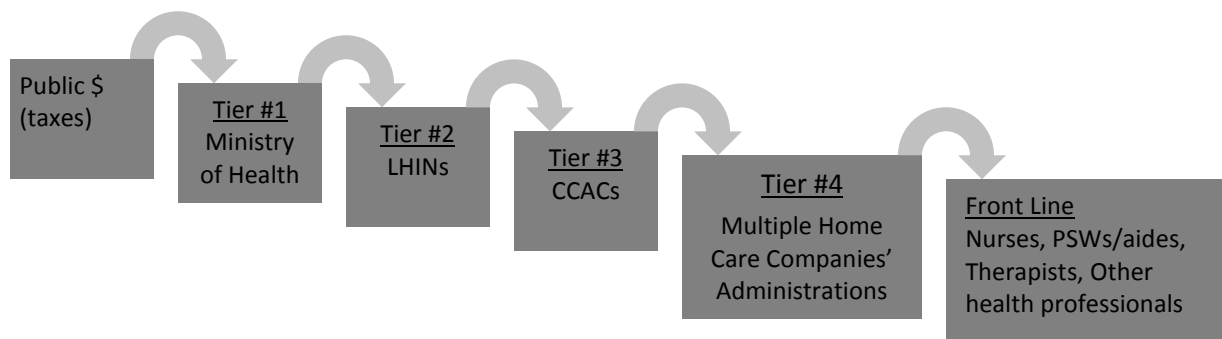 Public $
(taxes)
Tier #1
Ministry
of Health
Tier #2
LHINs
Tier #3
CCACs
Tier #4
Multiple Home
Care Companies’
Administrations
Front Line
Nurses, PSWs/aides,
Therapists, Other
health professionals